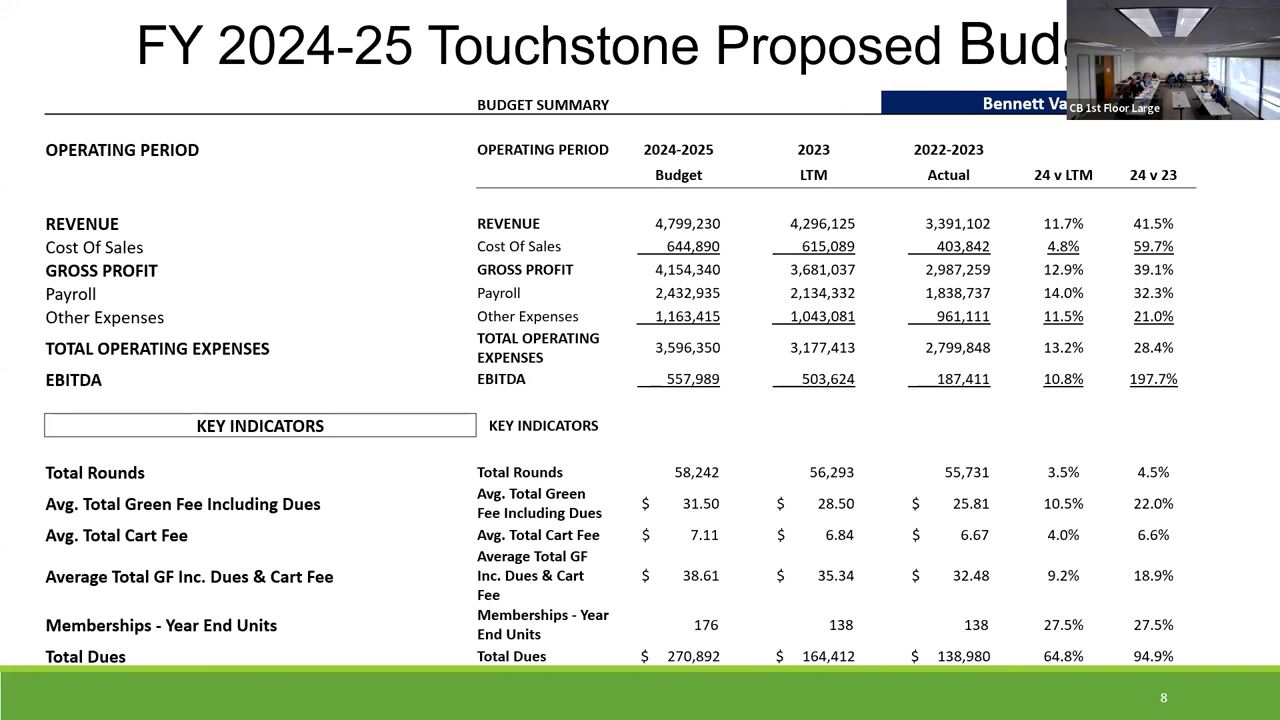 FY 2024-25 Touchstone Proposed
CB 1st Floor Large
BUDGET SUMMARY Bennett
OPERATING PERIOD OPERATING PERIOD 2024-2025 2023 2022-2023
Budget LTM Actual 24 v LTM 24 v 23
REVENUE REVENUE 4,799,230 4,296,125 3,391,102 11.7% 41.5%
Cost Of Sales Cost Of Sales 644,890 615,089 403,842 4.8% 59.7%
GROSS PROFIT GROSS PROFIT 4,154,340 3,681,037 2,987,259 12.9% 39.1%
Payroll Payroll 2,432,935 2,134,332 1,838,737 14.0% 32.3%
Other Expenses Other Expenses 1,163,415 1,043,081 961,111 11.5% 21.0%
TOTAL OPERATING EXPENSES TOTAL OPERATING
EXPENSES 3,596,350 3,177,413 2,799,848 13.2% 28.4%
EBITDA EBITDA 557,989 503,624 187,411 10.8% 197.7%
KEY INDICATORS KEY INDICATORS
Total Rounds Total Rounds 58,242 56,293 55,731 3.5% 4.5%
Avg. Total Green Fee Including Dues Avg. Total Green
Fee Including Dues $ 31.50 $ 28.50 $ 25.81 10.5% 22.0%
Avg. Total Cart Fee Avg. Total Cart Fee $ 7.11 $ 6.84 $ 6.67 4.0% 6.6%
Average Total GF Inc. Dues & Cart Fee Average Total GF
Inc. Dues & Cart
Fee $ 38.61 $ 35.34 $ 32.48 9.2% 18.9%
Memberships - Year End Units Memberships - Year
End Units 176 138 138 27.5% 27.5%
Total Dues Total Dues $ 270,892 $ 164,412 $ 138,980 64.8% 94.9%
8